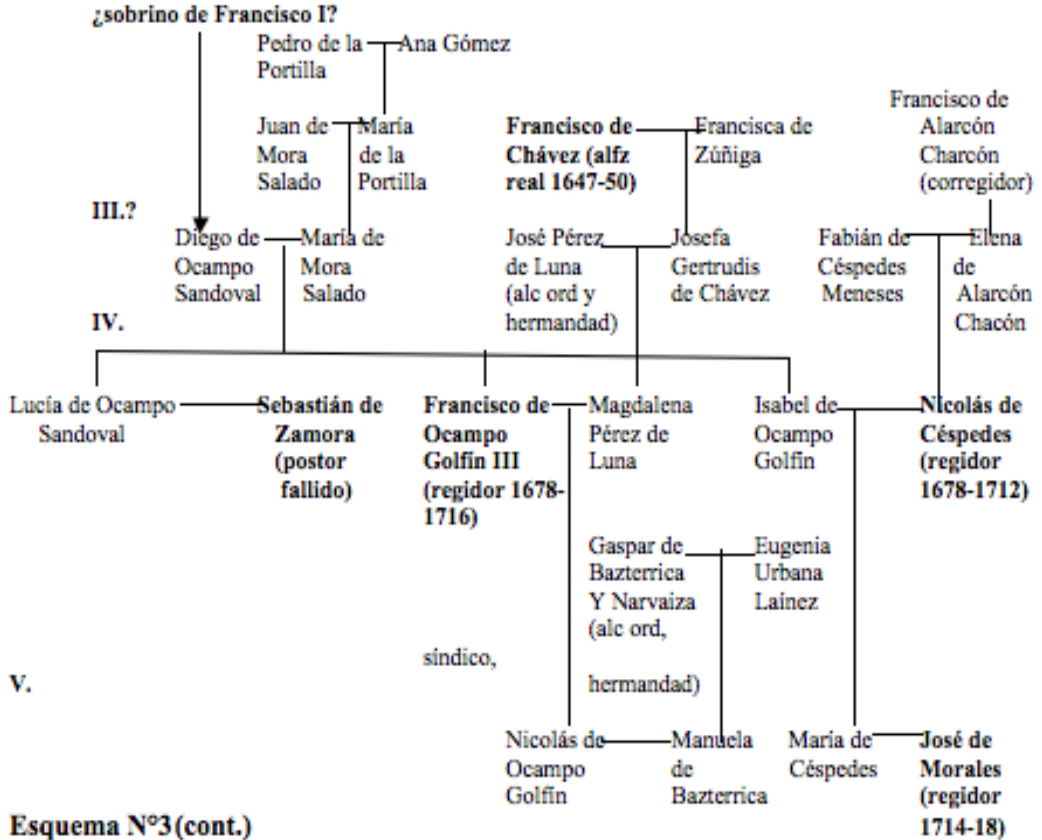 ¿sobrino de Francisco I?
Pedro de la Ana Gómez
Portilla
Francisco de
Juan de María Francisco de Francisca de Alarcón
Mora de la Chávez (alfz Zúñiga Charcón
Salado Portilla real 1647-50) (corregidor)
III.?
Diego de María de José Pérez Josefa Fabián de Elena
Ocampo Mora de Luna Gertrudis Céspedes de
Sandoval Salado (alc ord y de Chávez Meneses Alarcón
IV. hermandad) Chacón
Lucía de Ocampo Sebastián de Francisco de Magdalena Isabel de Nicolás de
Sandoval Zamora Ocampo Pérez de Ocampo Céspedes
(postor Golfín III Luna Golfín (regidor
fallido) (regidor 1678- 1678-1712)
1716)
Gaspar de Eugenia
Bazterrica Urbana
Y Narvaiza Laínez
(alc ord,
síndico,
V. hermandad)
Nicolás de Manuela María de José de
Ocampo de Céspedes Morales
Golfín Bazterrica (regidor
Esquema Nº3(cont.) 1714-18)